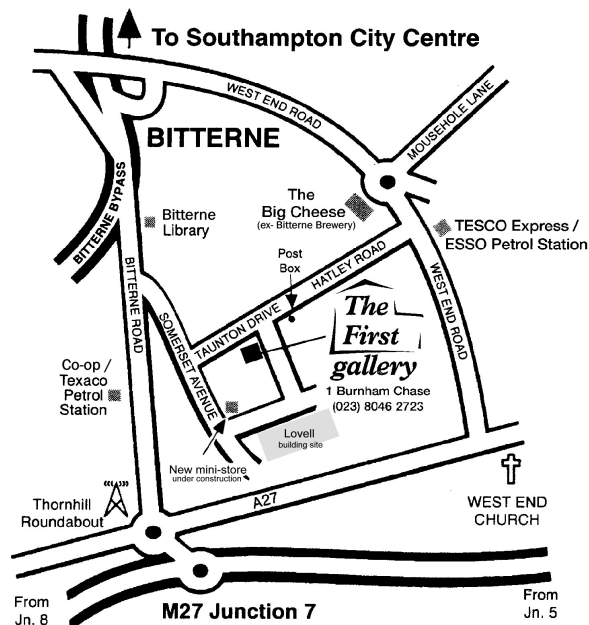 To Southampton City Centre
WEST END ROAD
MOUSEHOLE LANE
BITTERNE
BITTERNE BYPASS
The
Big Cheese
(ex- Bitterne Brewery)
Bitterne
Library
TESCO Express /
ESSO Petrol Station
Post
Box
HATLEY ROAD
BITTERNE ROAD
WEST END ROAD
TAUNTON DRIVE
SOMERSET AVENUE
The
First
gallery
1 Burnham Chase
(023) 8046 2723
Co-op /
Texaco
Petrol
Station
Lovell
building site
New mini-store
under construction
A27
Thornhill
Roundabout
WEST END
CHURCH
From
Jn. 8
M27 Junction 7
From
Jn. 5